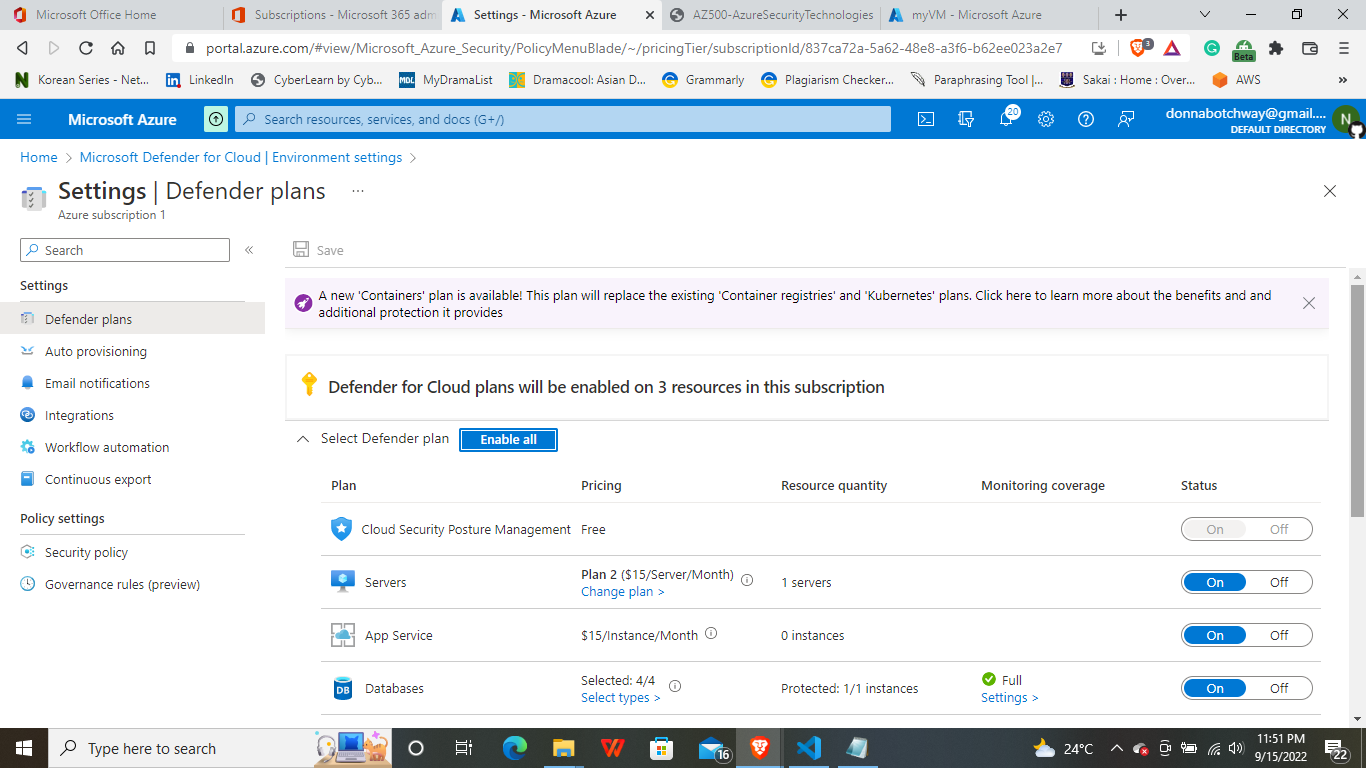 Microsoft Office Home
Subscriptions - Microsoft 365 adm
Settings - Microsoft Azure
AZ500-AzureSecurityTechnologies
myVM - Microsoft Azure
portal.azure.com/#view/Microsoft_Azure_Security/PolicyMenuBlade/~/pricingTier/subscriptionId/837ca72a-5a62-48e8-a3f6-b62ee023a2e7
3
Beta
Korean Series - Net...
LinkedIn
CyberLearn by Cyb...
MDL MyDramaList
Dramacool: Asian D...
Grammarly
Plagiarism Checker...
Paraphrasing Tool |...
Sakai : Home : Over...
AWS
Microsoft Azure
Search resources, services, and docs (G+/)
20
donnabotchway@gmail....
DEFAULT DIRECTORY
N
Home > Microsoft Defender for Cloud | Environment settings >
Settings | Defender plans ...
Azure subscription 1
Search
Save
Settings
Defender plans
Auto provisioning
Email notifications
Integrations
Workflow automation
Continuous export
Policy settings
Security policy
Governance rules (preview)
A new 'Containers' plan is available! This plan will replace the existing 'Container registries' and 'Kubernetes' plans. Click here to learn more about the benefits and and
additional protection it provides
Defender for Cloud plans will be enabled on 3 resources in this subscription
Select Defender plan Enable all
Plan Pricing Resource quantity Monitoring coverage Status
Cloud Security Posture Management Free On Off
Servers Plan 2 ($15/Server/Month) 1 servers On Off
Change plan >
App Service $15/Instance/Month 0 instances On Off
DB Databases Selected: 4/4 Protected: 1/1 instances Full On Off
Select types > Settings >
Type here to search
16
24°C
11:51 PM
9/15/2022
22